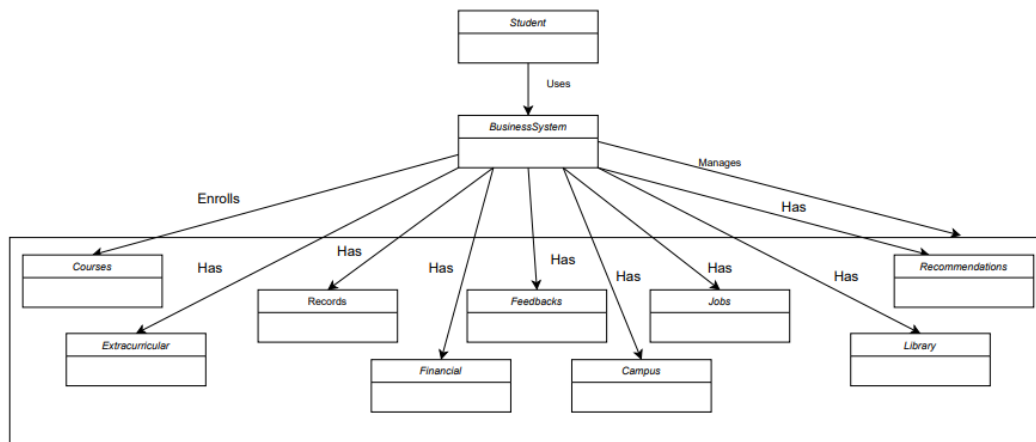 Student
Uses
BusinessSystem
Manages
Enrolls
Has
Has
Has
Has
Has
Has
Has
Has
Courses
Recommendations
Records
Feedbacks
Jobs
Extracurricular
Library
Financial
Campus